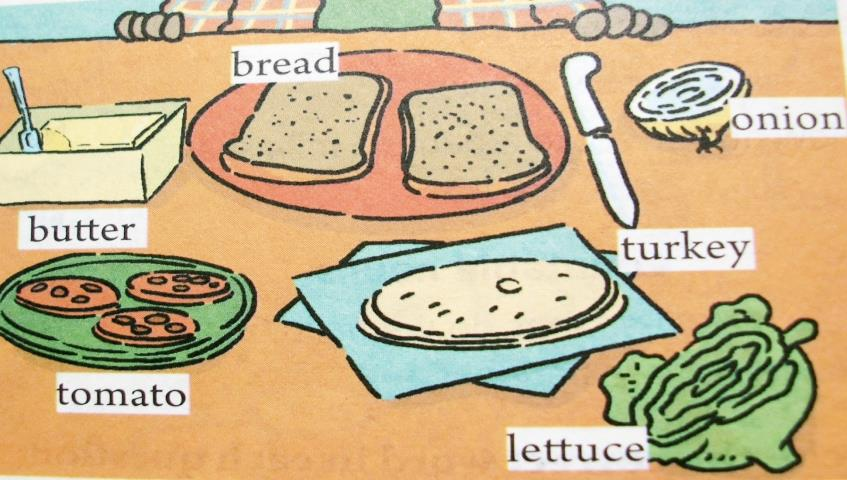 bread
onion
butter
turkey
tomato
lettuce